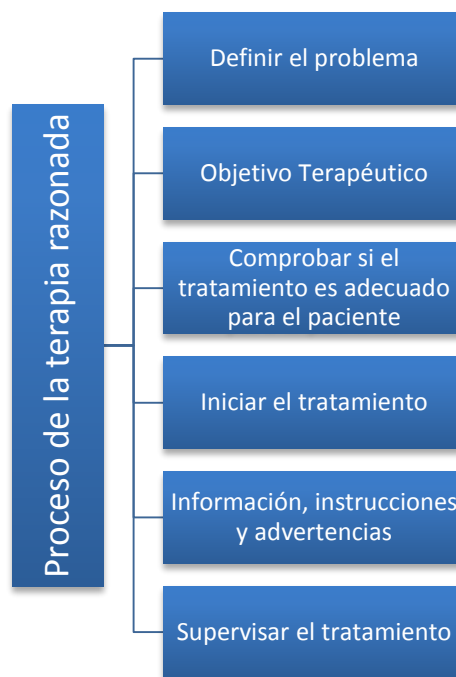 Proceso de la terapia razonada
Definir el problema
Objetivo Terapéutico
Comprobar si el
tratamiento es adecuado
para el paciente
Iniciar el tratamiento
Información, instrucciones
y advertencias
Supervisar el tratamiento